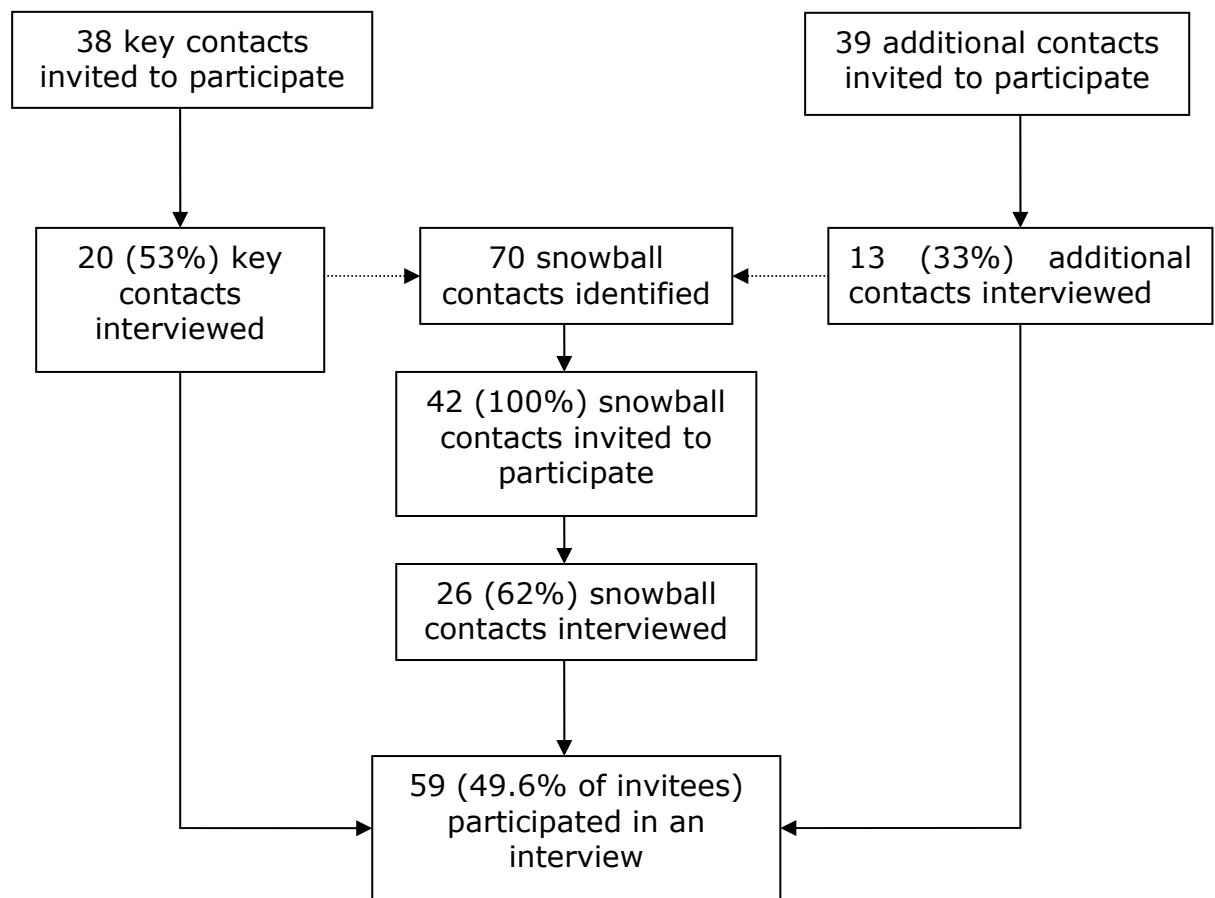 38 key contacts
invited to participate
39 additional contacts
invited to participate
20 (53%) key
contacts
interviewed
70 snowball
contacts identified
13 (33%) additional
contacts interviewed
42 (100%) snowball
contacts invited to
participate
26 (62%) snowball
contacts interviewed
59 (49.6% of invitees)
participated in an
interview